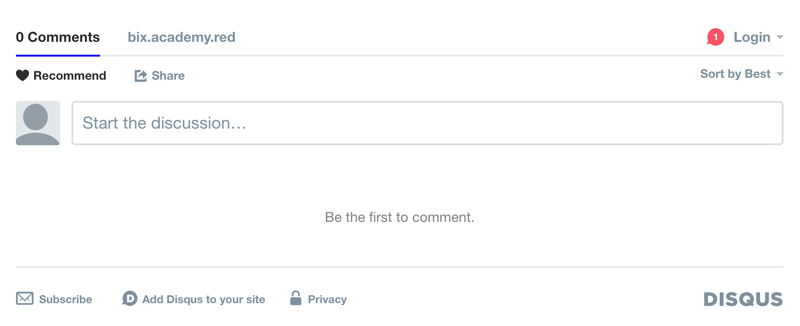 0 Comments bix.academy.red 1 Login
Recommend Share Sort by Best
Start the discussion…
Be the first to comment.
Subscribe D Add Disqus to your site Privacy DISQUS